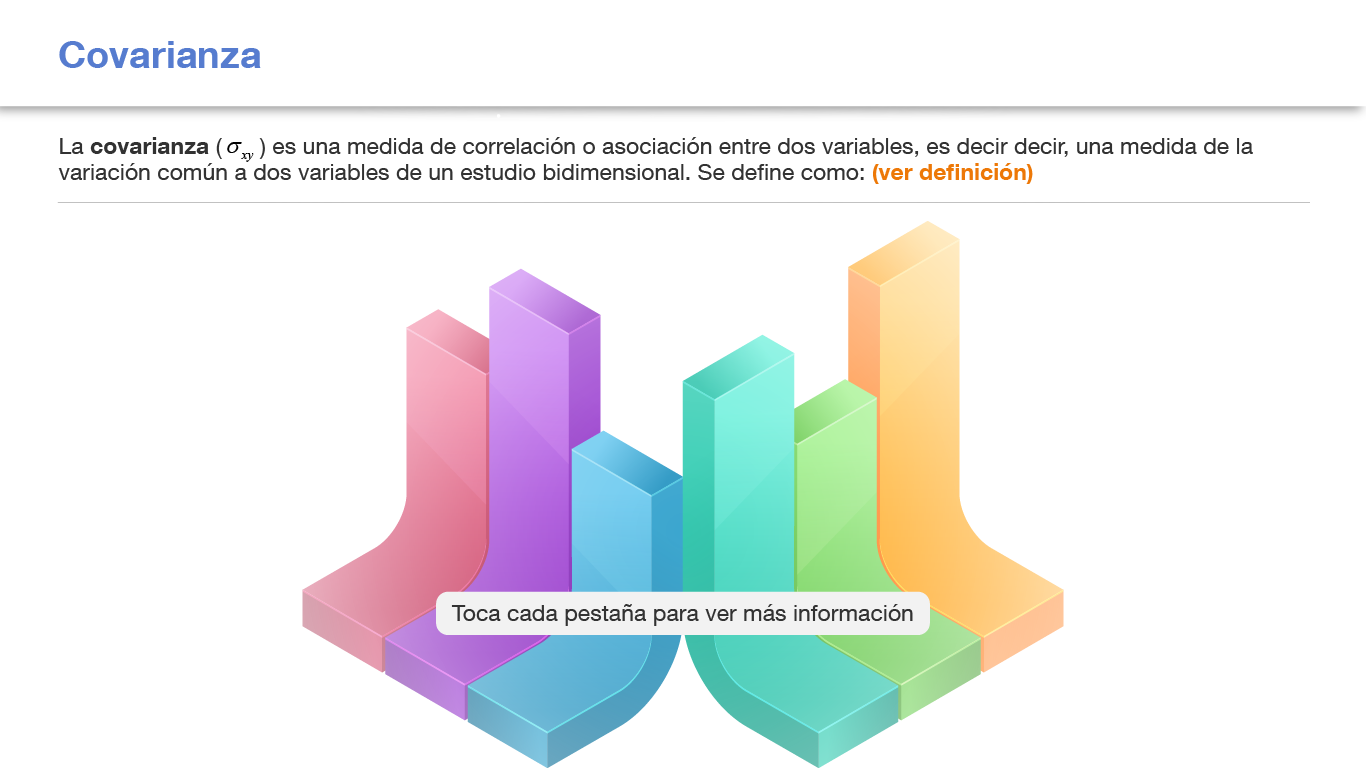 Covarianza
La covarianza ( σxy ) es una medida de correlación o asociación entre dos variables, es decir decir, una medida de la
variación común a dos variables de un estudio bidimensional. Se define como: (ver definición)
Toca cada pestaña para ver más información